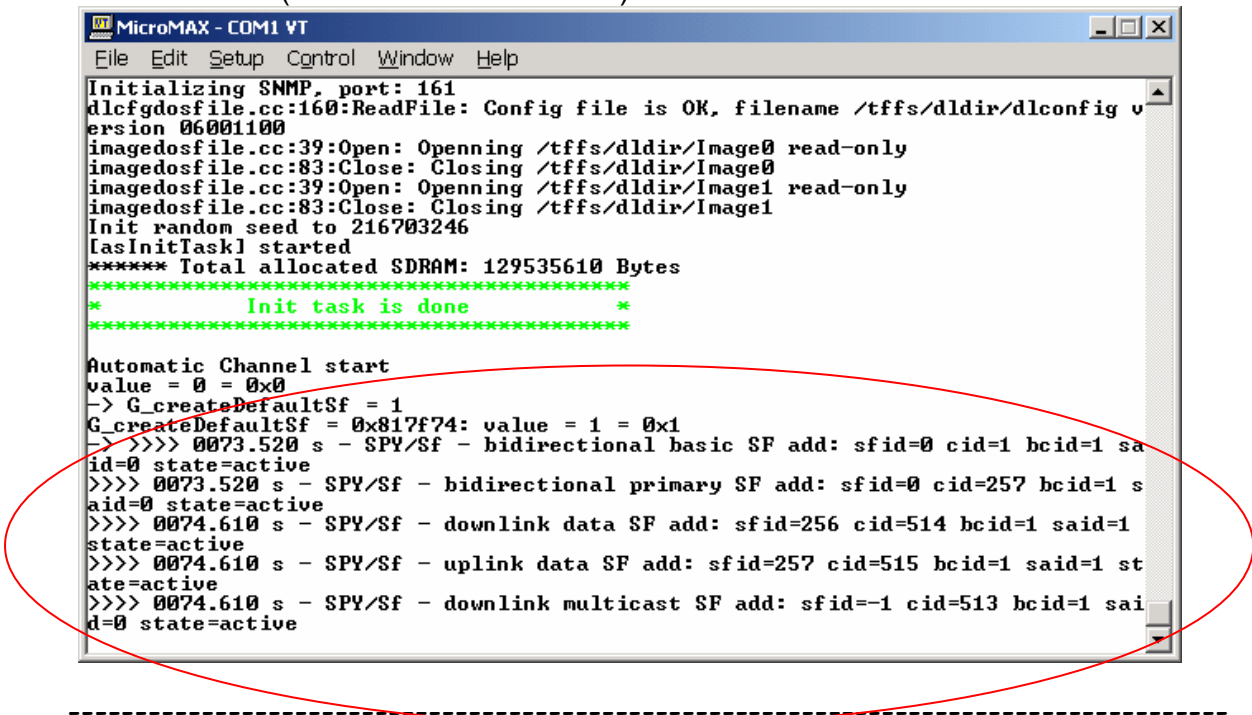 MicroMAX - COM1 VT
File Edit Setup Control Window Help
Initializing SNMP, port: 161
dlcfgdosfile.cc:160:ReadFile: Config file is OK, filename /tffs/dldir/dlconfig v
ersion 06001100
imagedosfile.cc:39:Open: Openning /tffs/dldir/Image0 read-only
imagedosfile.cc:83:Close: Closing /tffs/dldir/Image0
imagedosfile.cc:39:Open: Openning /tffs/dldir/Image1 read-only
imagedosfile.cc:83:Close: Closing /tffs/dldir/Image1
Init random seed to 216703246
[asInitTask] started
****** Total allocated SDRAM: 129535610 Bytes
*****************************************
* Init task is done *
*****************************************
Automatic Channel start
value = 0 = 0x0
-> G_createDefaultSf = 1
G_createDefaultSf = 0x817f74: value = 1 = 0x1
-> >>>> 0073.520 s - SPY/Sf - bidirectional basic SF add: sfid=0 cid=1 bcid=1 sa
id=0 state=active
>>>> 0073.520 s - SPY/Sf - bidirectional primary SF add: sfid=0 cid=257 bcid=1 s
aid=0 state=active
>>>> 0074.610 s - SPY/Sf - downlink data SF add: sfid=256 cid=514 bcid=1 said=1
state=active
>>>> 0074.610 s - SPY/Sf - uplink data SF add: sfid=257 cid=515 bcid=1 said=1 st
ate=active
>>>> 0074.610 s - SPY/Sf - downlink multicast SF add: sfid=-1 cid=513 bcid=1 sai
d=0 state=active